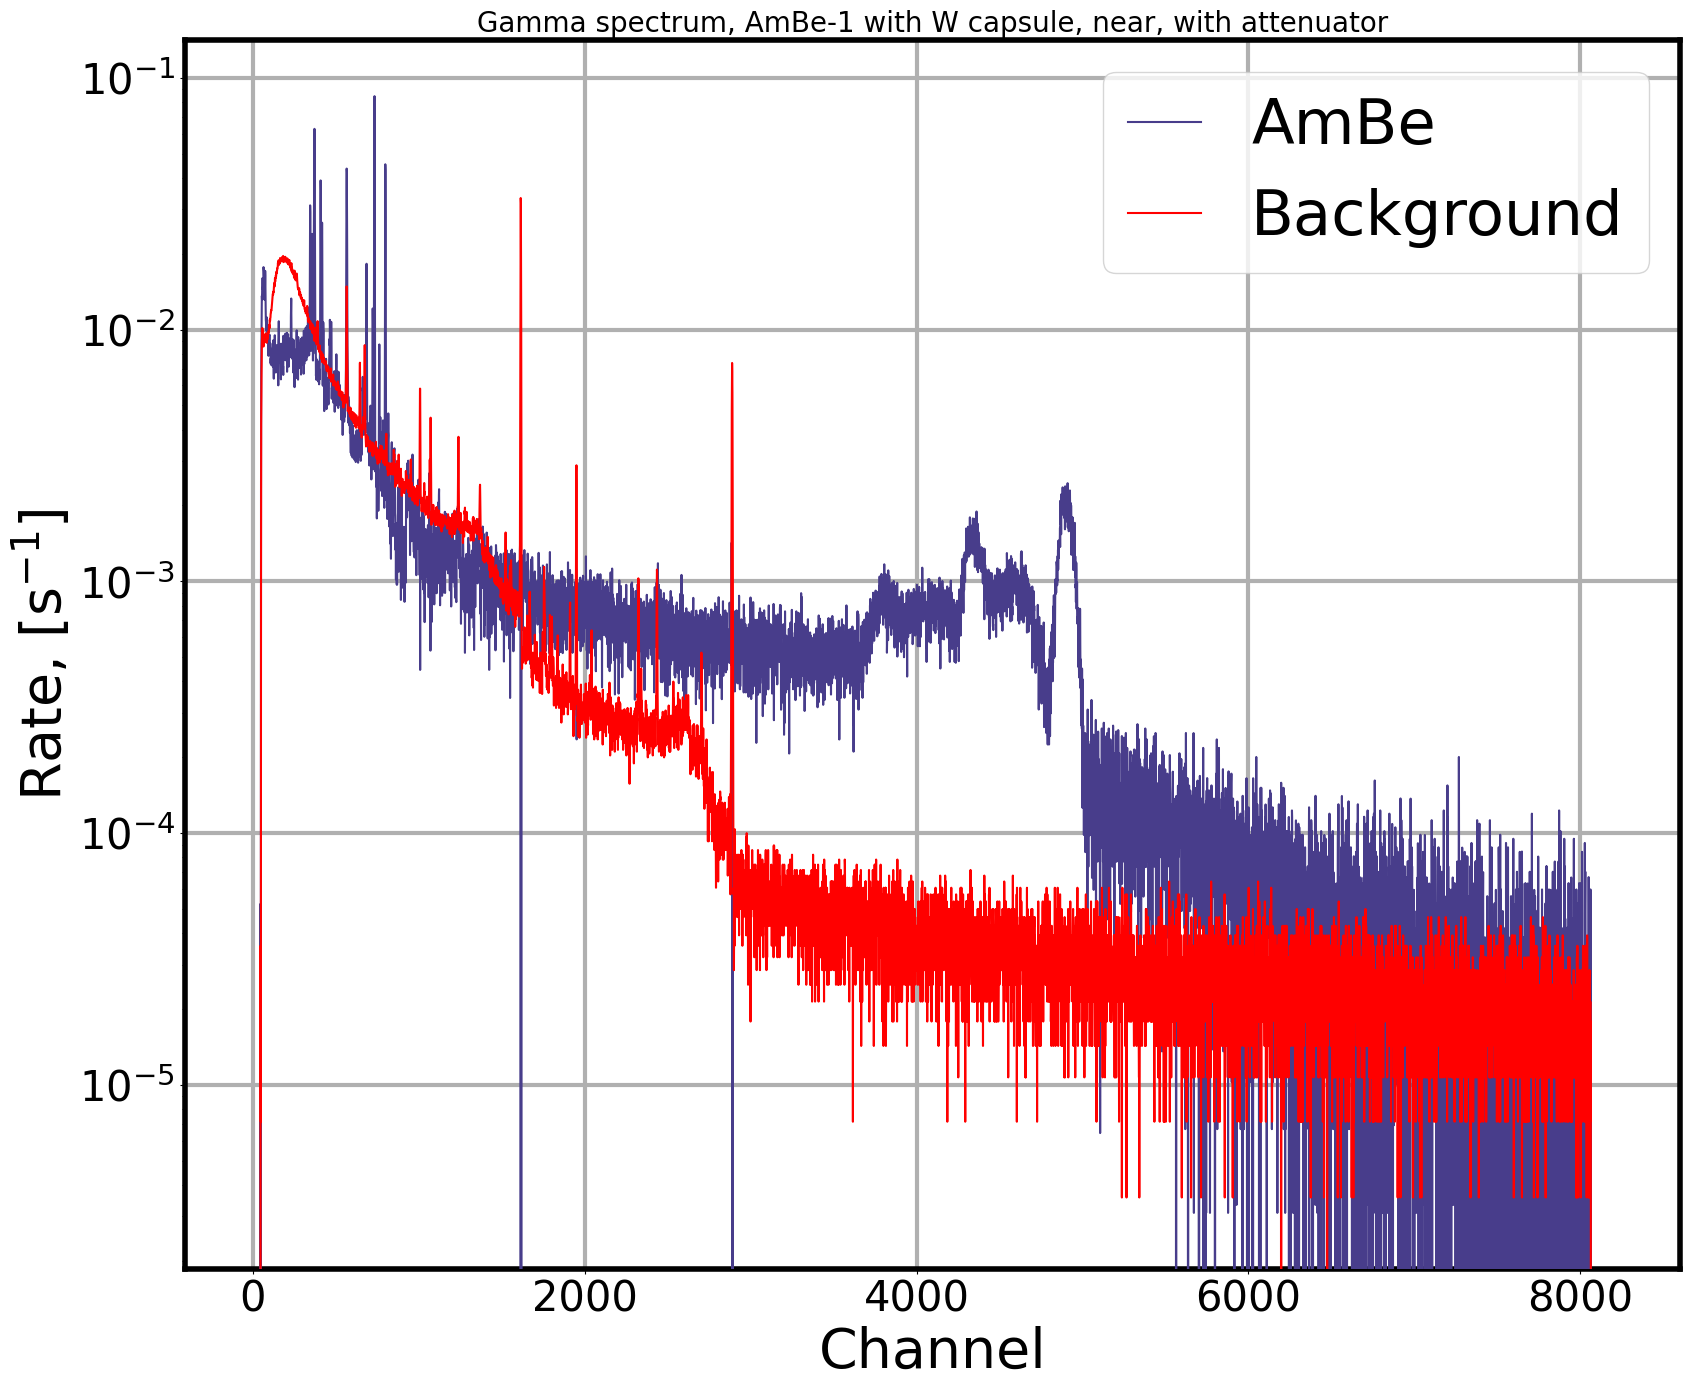 Gamma spectrum, AmBe-1 with W capsule, near, with attenuator
AmBe
Background
Rate, [s⁻¹]
10⁻¹
10⁻²
10⁻³
10⁻⁴
10⁻⁵
0 2000 4000 6000 8000
Channel